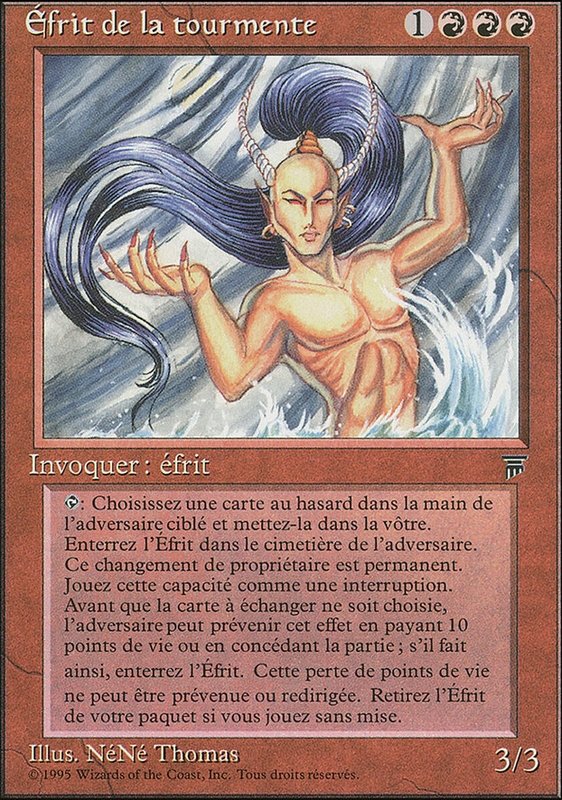 Éfrit de la tourmente 1
Invoquer : éfrit
: Choisissez une carte au hasard dans la main de
l'adversaire ciblé et mettez-la dans la vôtre.
Enterrez l'Éfrit dans le cimetière de l'adversaire.
Ce changement de propriétaire est permanent.
Jouez cette capacité comme une interruption.
Avant que la carte à échanger ne soit choisie,
l'adversaire peut prévenir cet effet en payant 10
points de vie ou en concédant la partie ; s'il fait
ainsi, enterrez l'Éfrit. Cette perte de points de vie
ne peut être prévenue ou redirigée. Retirez l'Éfrit
de votre paquet si vous jouez sans mise.
Illus. NéNé Thomas
3/3
© 1995 Wizards of the Coast, Inc. Tous droits réservés.